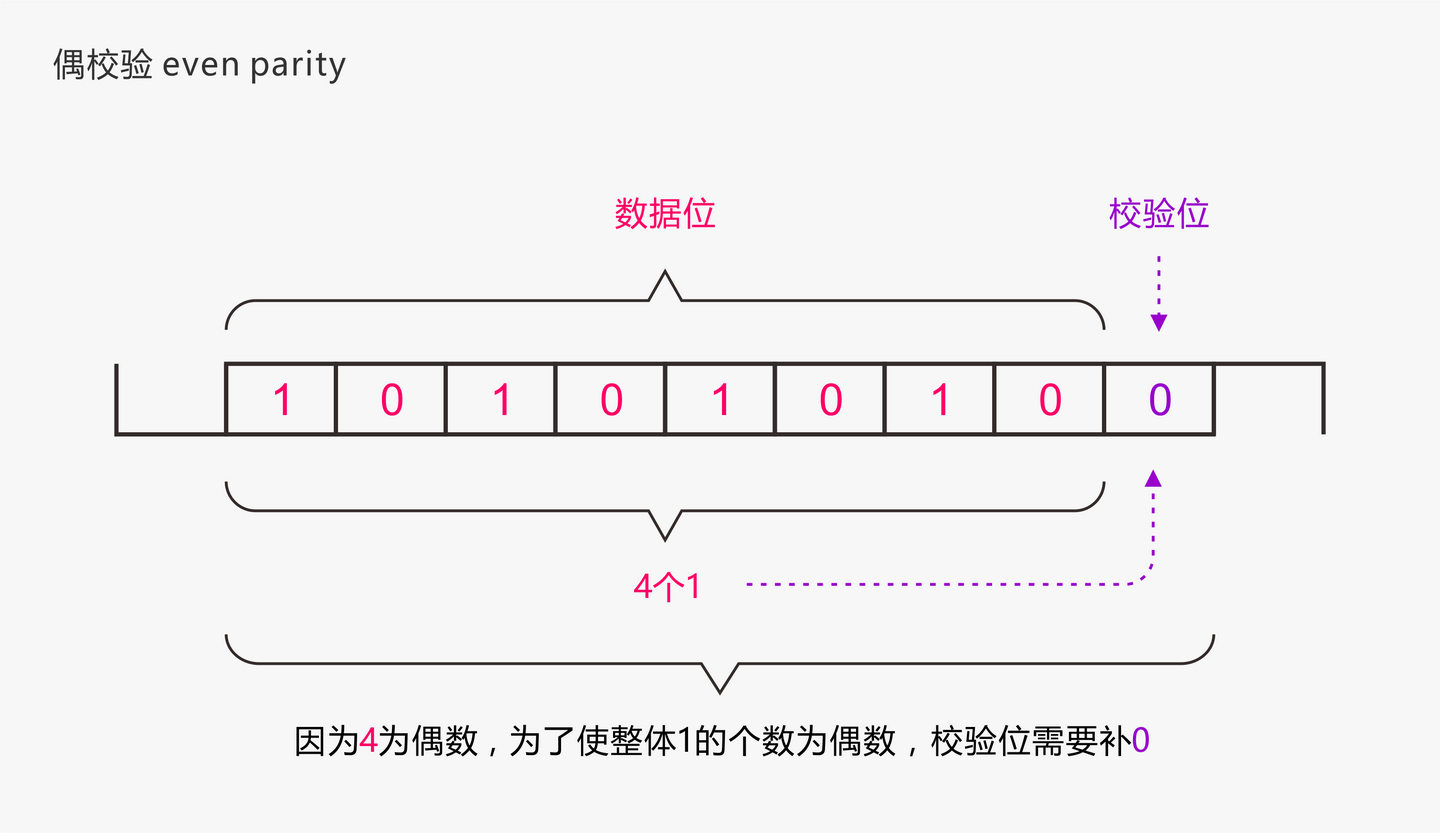 偶校验 even parity
数据位 校验位
1 0 1 0 1 0 1 0 0
4个1
因为4为偶数，为了使整体1的个数为偶数，校验位需要补0